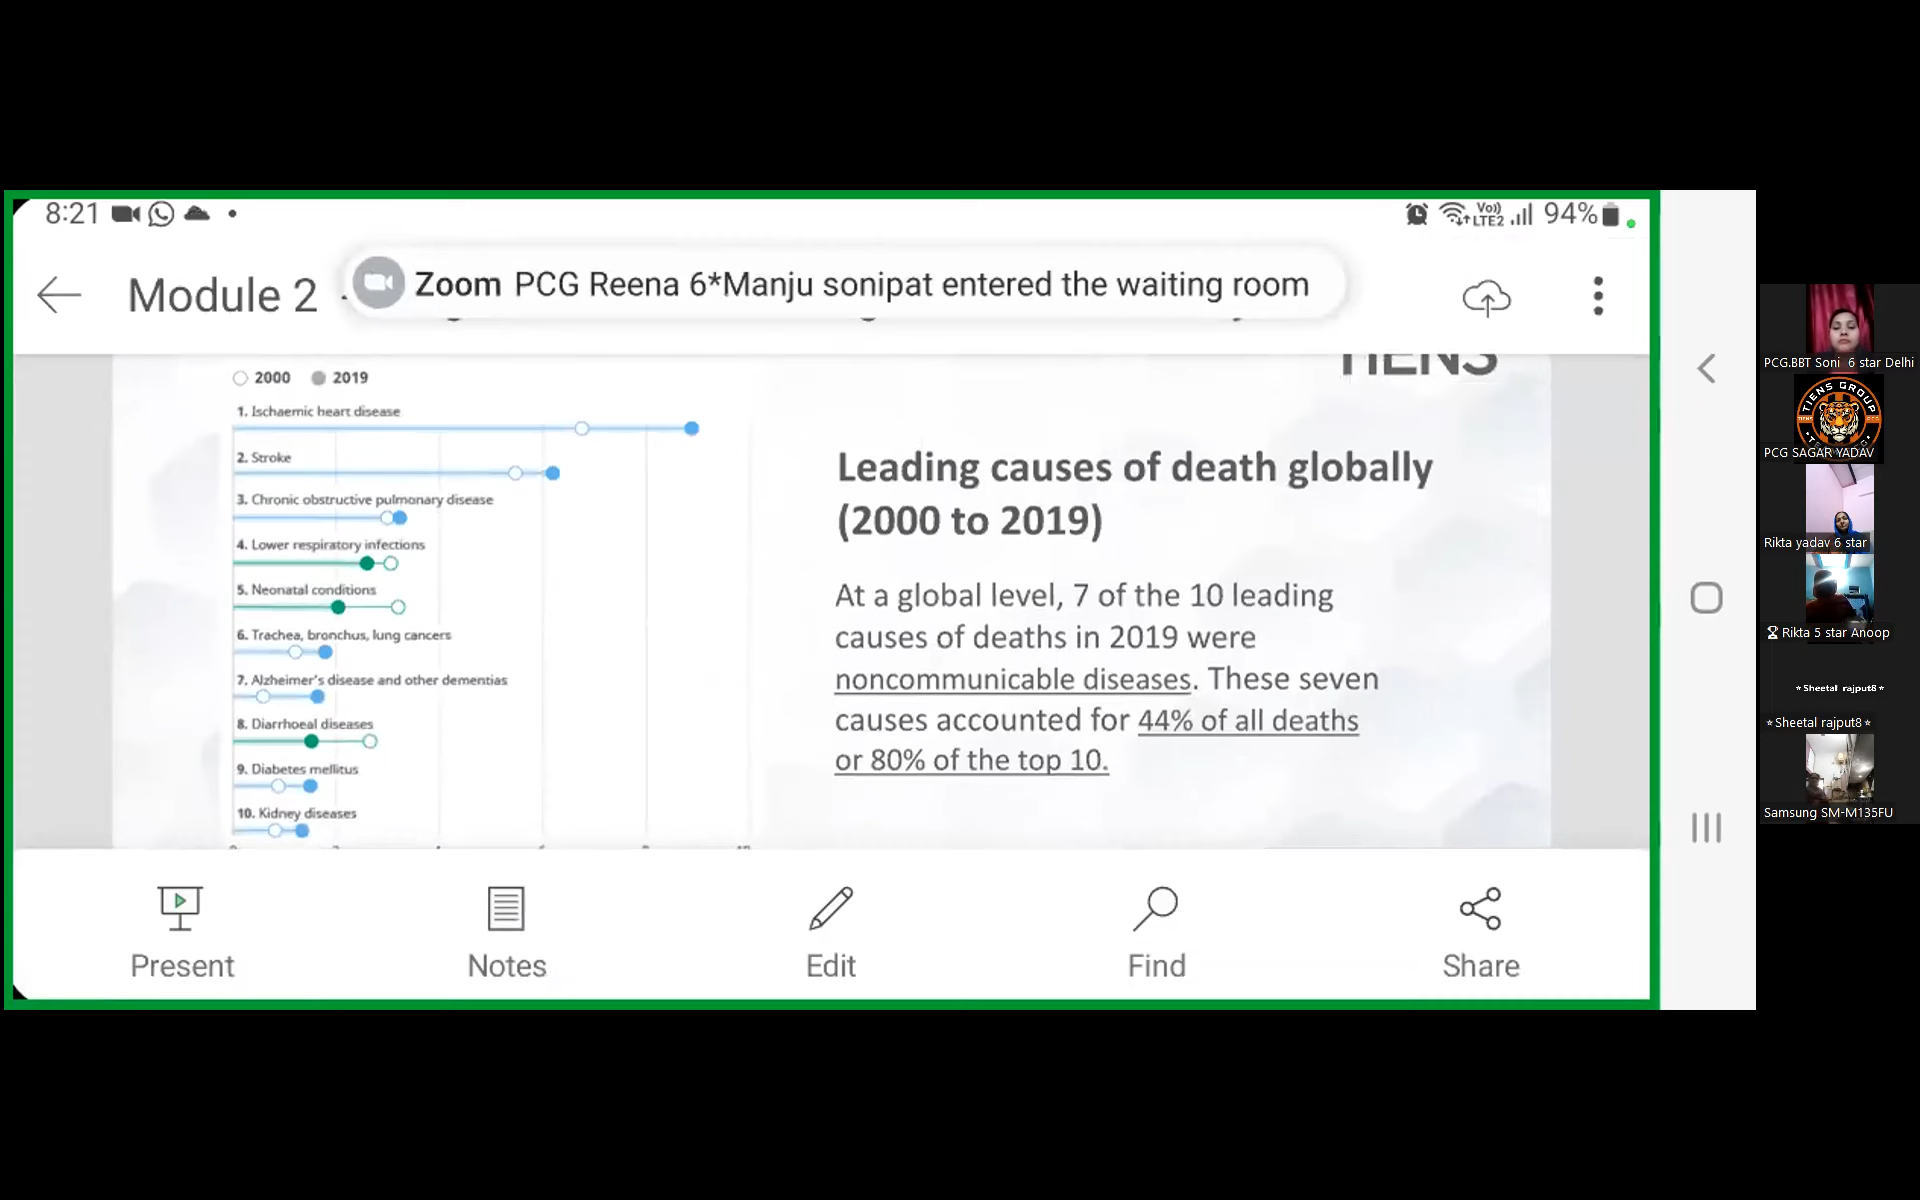 8:21
Vo))
LTE2
94%
Module 2
Zoom PCG Reena 6*Manju sonipat entered the waiting room
TIENS
2000 2019
1. Ischaemic heart disease
2. Stroke
3. Chronic obstructive pulmonary disease
4. Lower respiratory infections
5. Neonatal conditions
6. Trachea, bronchus, lung cancers
7. Alzheimer's disease and other dementias
8. Diarrhoeal diseases
9. Diabetes mellitus
10. Kidney diseases
Leading causes of death globally
(2000 to 2019)
At a global level, 7 of the 10 leading
causes of deaths in 2019 were
noncommunicable diseases. These seven
causes accounted for 44% of all deaths
or 80% of the top 10.
Present
Notes
Edit
Find
Share
PCG.BBT Soni 6 star Delhi
TIENS GROUP
PCG SAGAR YADAV
Rikta yadav 6 star
Rikta 5 star Anoop
*Sheetal rajput8*
*Sheetal rajput8*
Samsung SM-M135FU